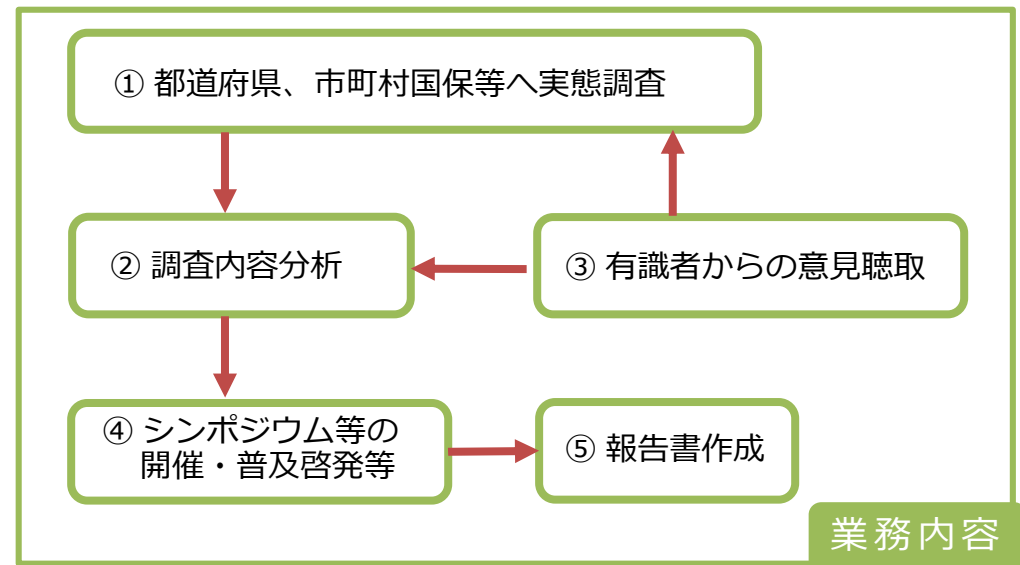 ① 都道府県、市町村国保等へ実態調査
② 調査内容分析
③ 有識者からの意見聴取
④ シンポジウム等の
開催・普及啓発等
⑤ 報告書作成
業務内容